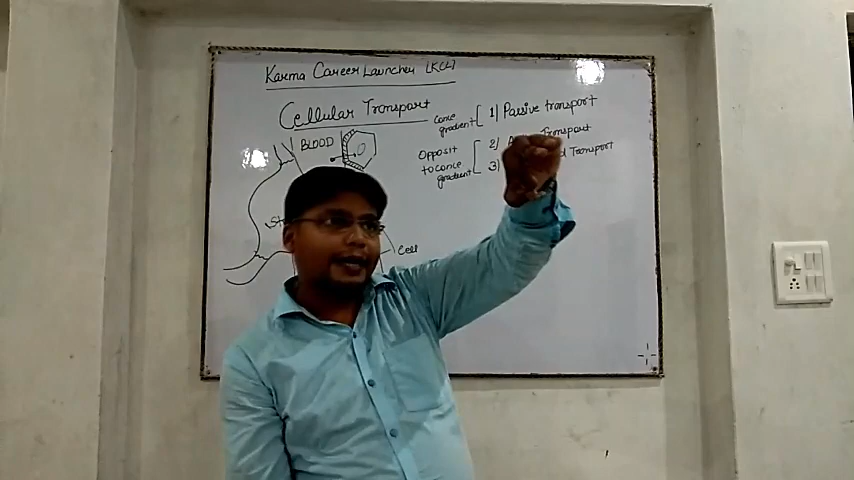 Karma Career Launcher (KCL)
Cellular Transport
BLOOD
Cell
Conc
gradient
1) Passive transport
Opposit
to conc
gradient
2) Transport
3) Transport